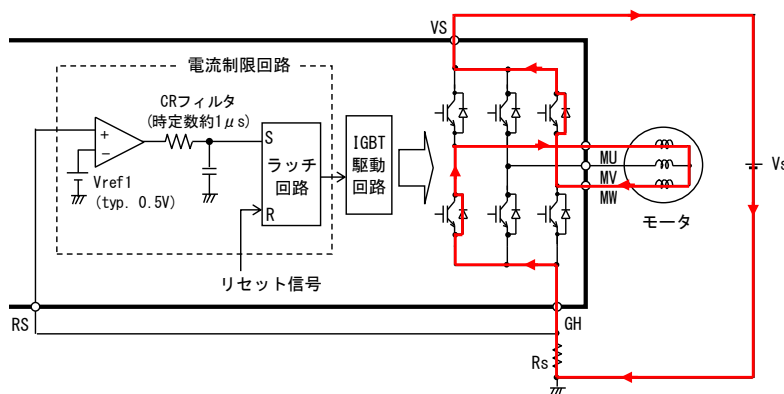 VS
電流制限回路
CRフィルタ
(時定数約1μs)
+
−
Vref1
(typ. 0.5V)
S
ラッチ
回路
R
IGBT
駆動
回路
リセット信号
MU
MV
MW
モータ
Vs
RS
GH
Rs